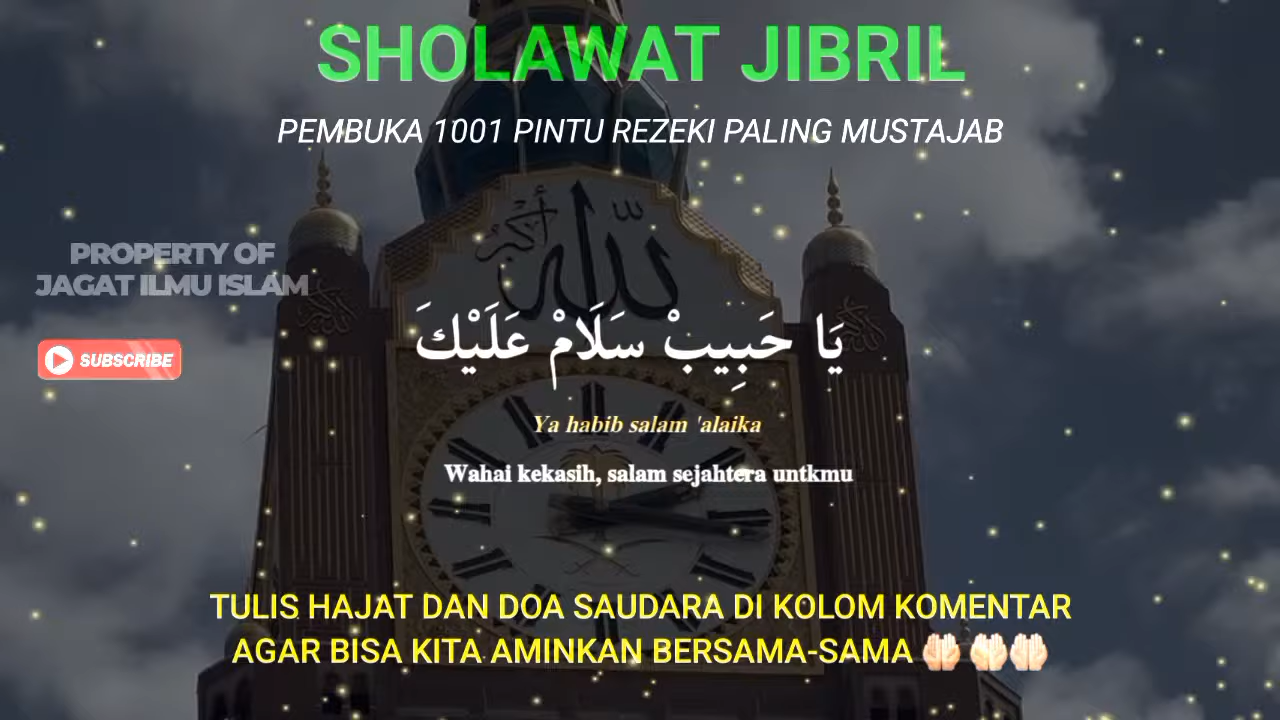 SHOLAWAT JIBRIL
PEMBUKA 1001 PINTU REZEKI PALING MUSTAJAB
الله أكبر
PROPERTY OF
JAGAT ILMU ISLAM
SUBSCRIBE
يَا حَبِيبْ سَلَامْ عَلَيْكَ
Ya habib salam 'alaika
Wahai kekasih, salam sejahtera untkmu
TULIS HAJAT DAN DOA SAUDARA DI KOLOM KOMENTAR
AGAR BISA KITA AMINKAN BERSAMA-SAMA 🤲🏻 🤲🏻🤲🏻